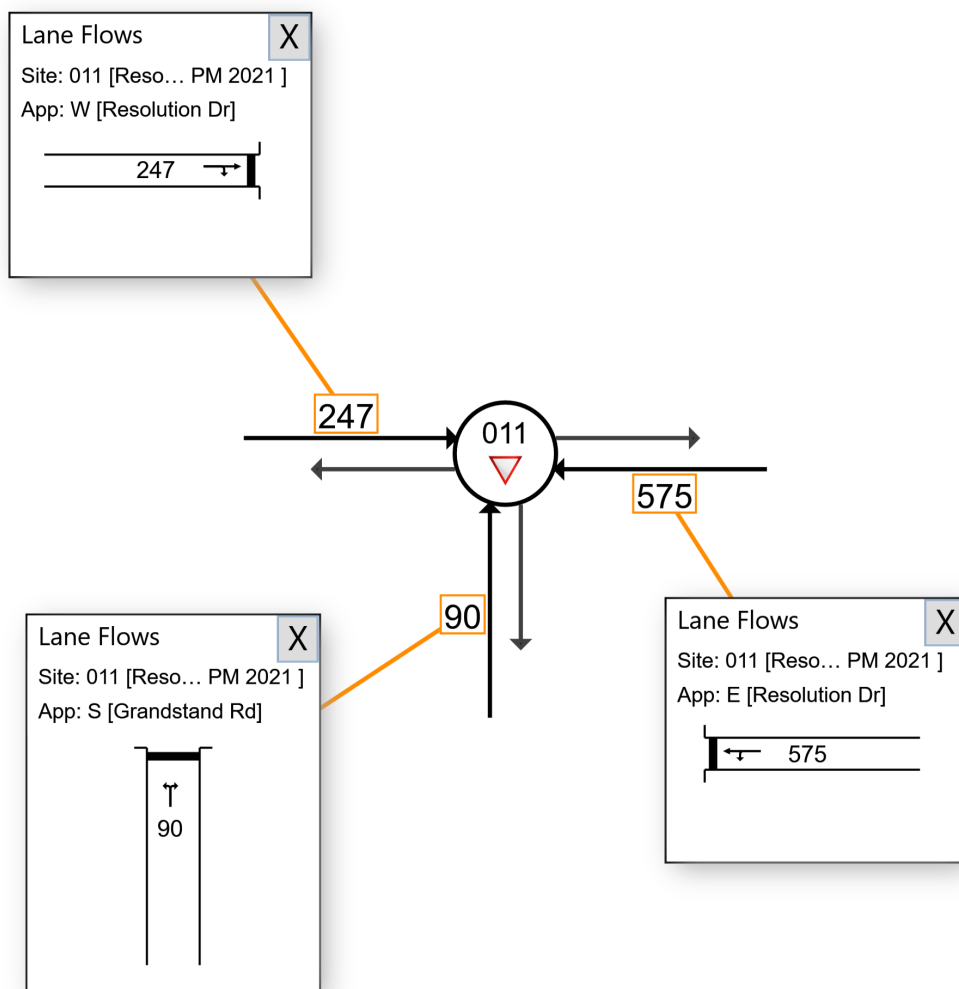 Lane Flows
X
Site: 011 [Reso... PM 2021 ]
App: W [Resolution Dr]
247
247
011
575
90
Lane Flows
X
Site: 011 [Reso... PM 2021 ]
App: E [Resolution Dr]
575
Lane Flows
X
Site: 011 [Reso... PM 2021 ]
App: S [Grandstand Rd]
90